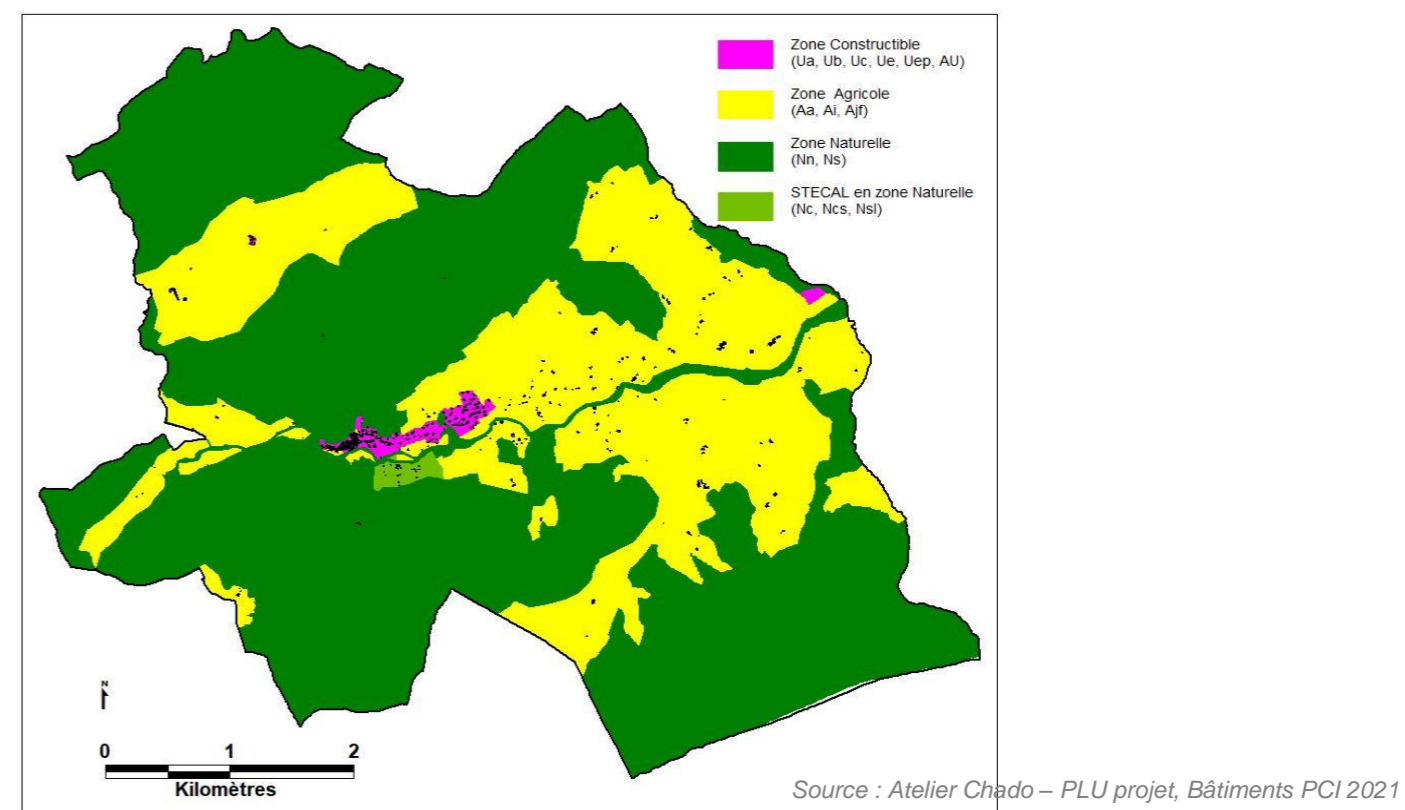 Zone Constructible
(Ua, Ub, Uc, Ue, Uep, AU)
Zone Agricole
(Aa, Ai, Ajf)
Zone Naturelle
(Nn, Ns)
STECAL en zone Naturelle
(Nc, Ncs, Nsl)
N
0 1 2
Kilomètres
Source : Atelier Chado – PLU projet, Bâtiments PCI 2021